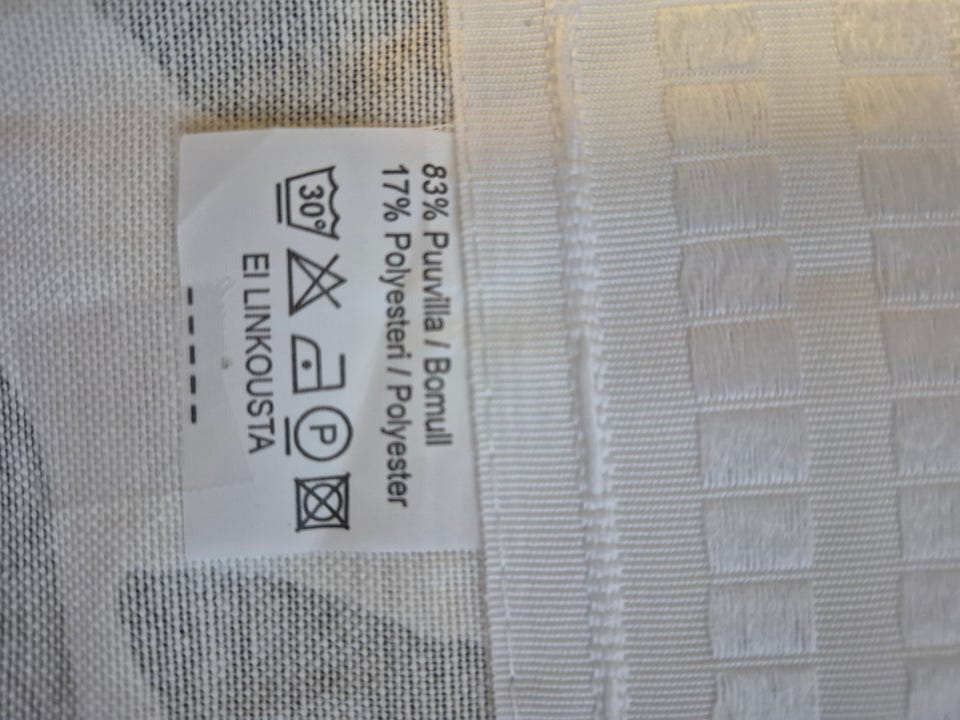 83% Puuvilla / Bomull
17% Polyesteri / Polyester
30° P
EI LINKOUSTA